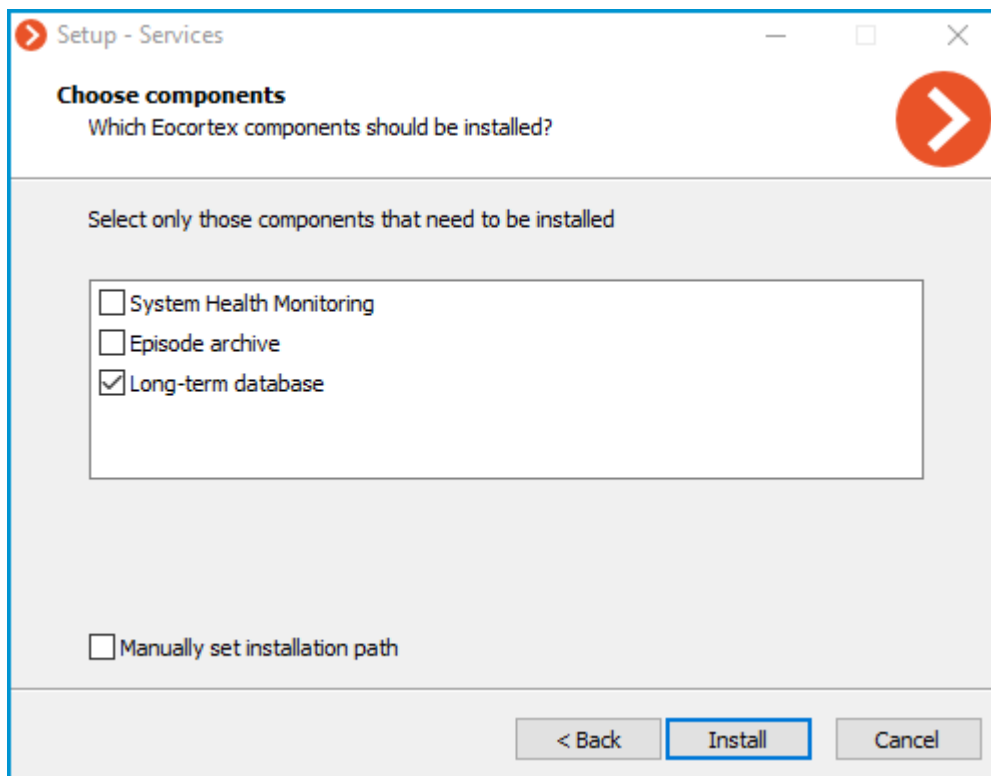 Setup - Services
Choose components
Which Eocortex components should be installed?
Select only those components that need to be installed
System Health Monitoring
Episode archive
Long-term database
Manually set installation path
< Back Install Cancel